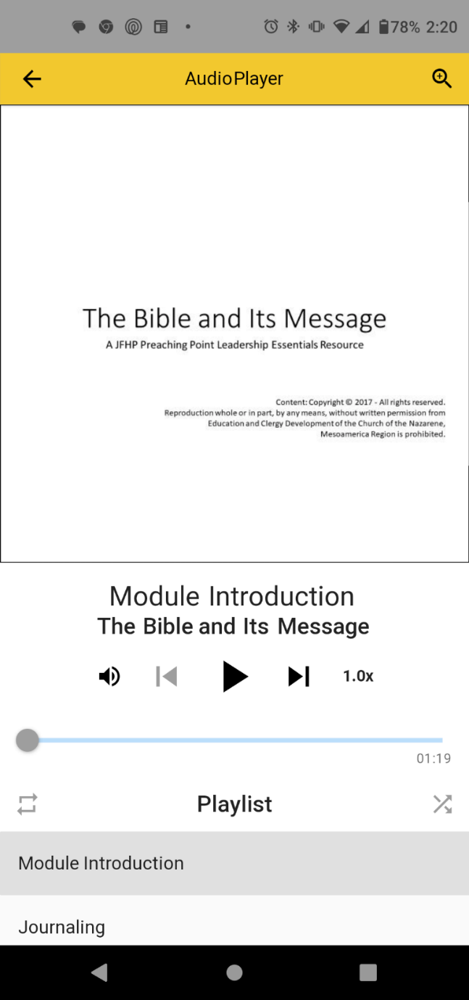 78% 2:20
AudioPlayer
The Bible and Its Message
A JFHP Preaching Point Leadership Essentials Resource
Content: Copyright © 2017 - All rights reserved.
Reproduction whole or in part, by any means, without written permission from
Education and Clergy Development of the Church of the Nazarene,
Mesoamerica Region is prohibited.
Module Introduction
The Bible and Its Message
1.0x
01:19
Playlist
Module Introduction
Journaling